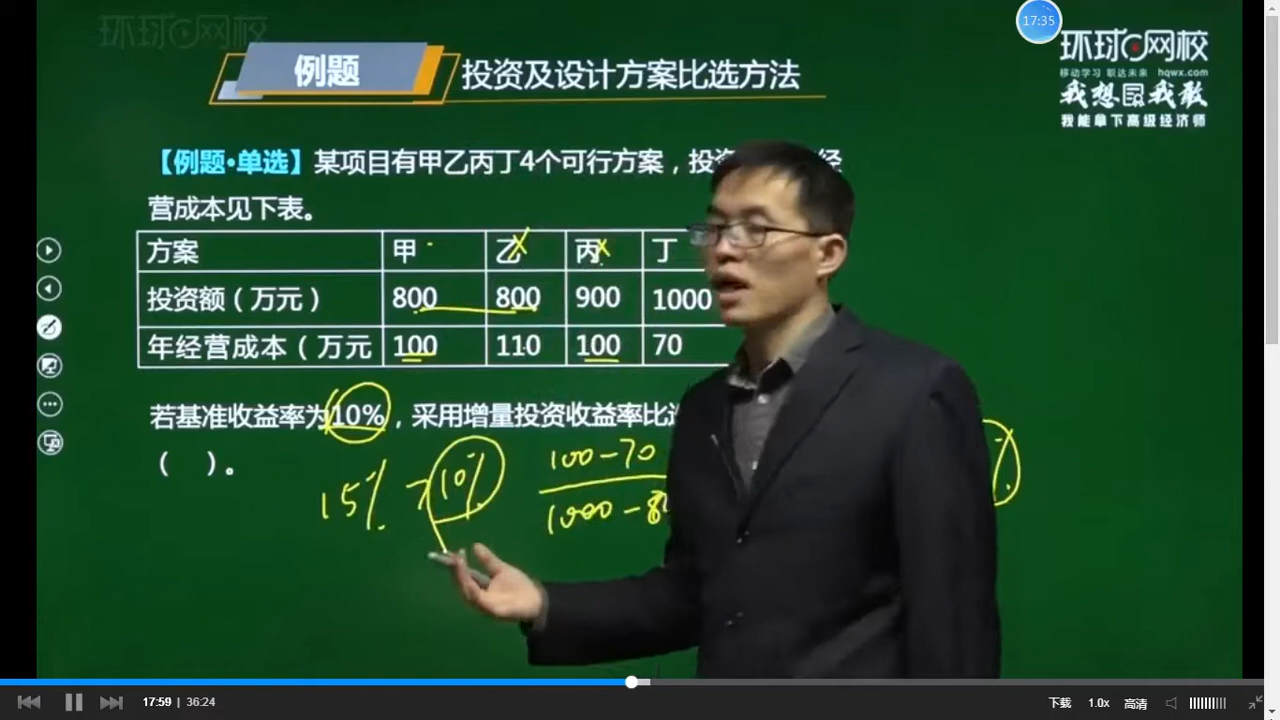 环球网校
17:35
环球网校
移动学习 职达未来 hqwx.com
我想我敢
我能拿下高级经济师
例题 投资及设计方案比选方法
【例题·单选】某项目有甲乙丙丁4个可行方案，投
营成本见下表。
方案 甲 乙 丙 丁
投资额（万元） 800 800 900 1000
年经营成本（万元 100 110 100 70
若基准收益率为10%，采用增量投资收益率比
（ ）。
15% > 10% 100-70
1000-8
17:59 | 36:24 下载 1.0x 高清